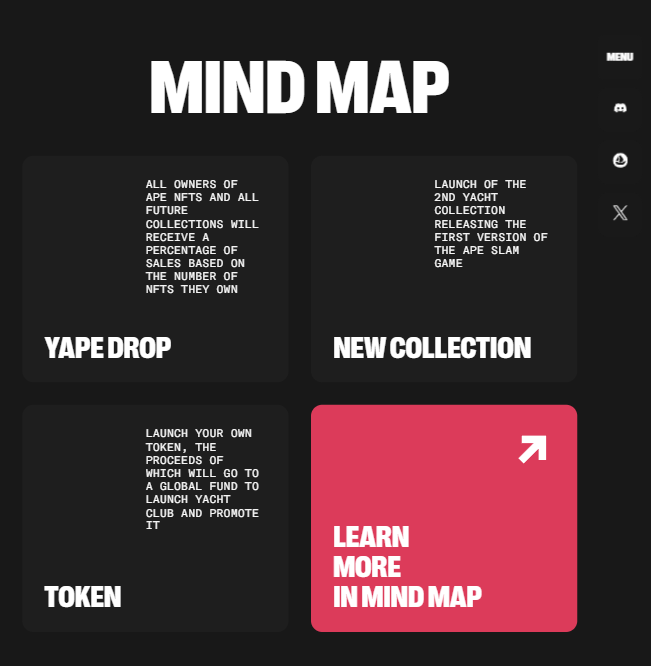 MIND MAP
MENU
ALL OWNERS OF
APE NFTS AND ALL
FUTURE
COLLECTIONS WILL
RECEIVE A
PERCENTAGE OF
SALES BASED ON
THE NUMBER OF
NFTS THEY OWN
YAPE DROP
LAUNCH OF THE
2ND YACHT
COLLECTION
RELEASING THE
FIRST VERSION OF
THE APE SLAM
GAME
NEW COLLECTION
LAUNCH YOUR OWN
TOKEN, THE
PROCEEDS OF
WHICH WILL GO TO
A GLOBAL FUND TO
LAUNCH YACHT
CLUB AND PROMOTE
IT
TOKEN
LEARN
MORE
IN MIND MAP